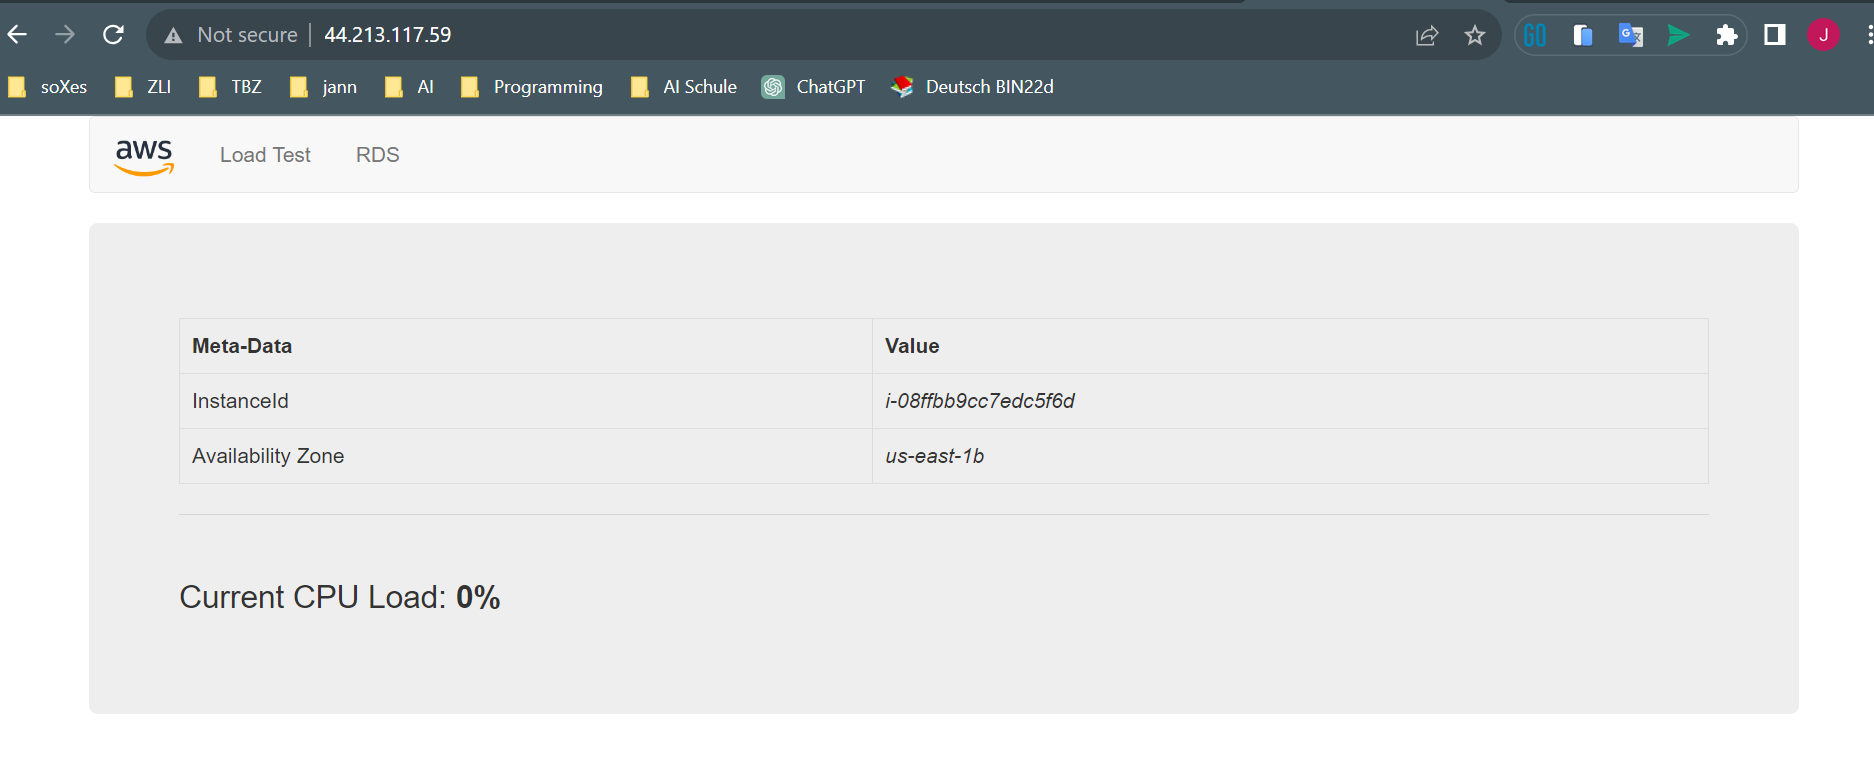 Not secure 44.213.117.59 GO G J
soXes ZLI TBZ jann AI Programming AI Schule ChatGPT Deutsch BIN22d
aws Load Test RDS
Meta-Data Value
InstanceId i-08ffbb9cc7edc5f6d
Availability Zone us-east-1b
Current CPU Load: 0%